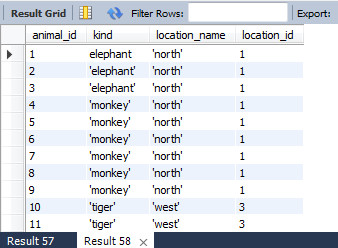 Result Grid Filter Rows: Export:
animal_id kind location_name location_id
1 elephant 'north' 1
2 'elephant' 'north' 1
3 'elephant' 'north' 1
4 'monkey' 'north' 1
5 'monkey' 'north' 1
6 'monkey' 'north' 1
7 'monkey' 'north' 1
8 'monkey' 'north' 1
9 'monkey' 'north' 1
10 'tiger' 'west' 3
11 'tiger' 'west' 3
Result 57 Result 58 ×